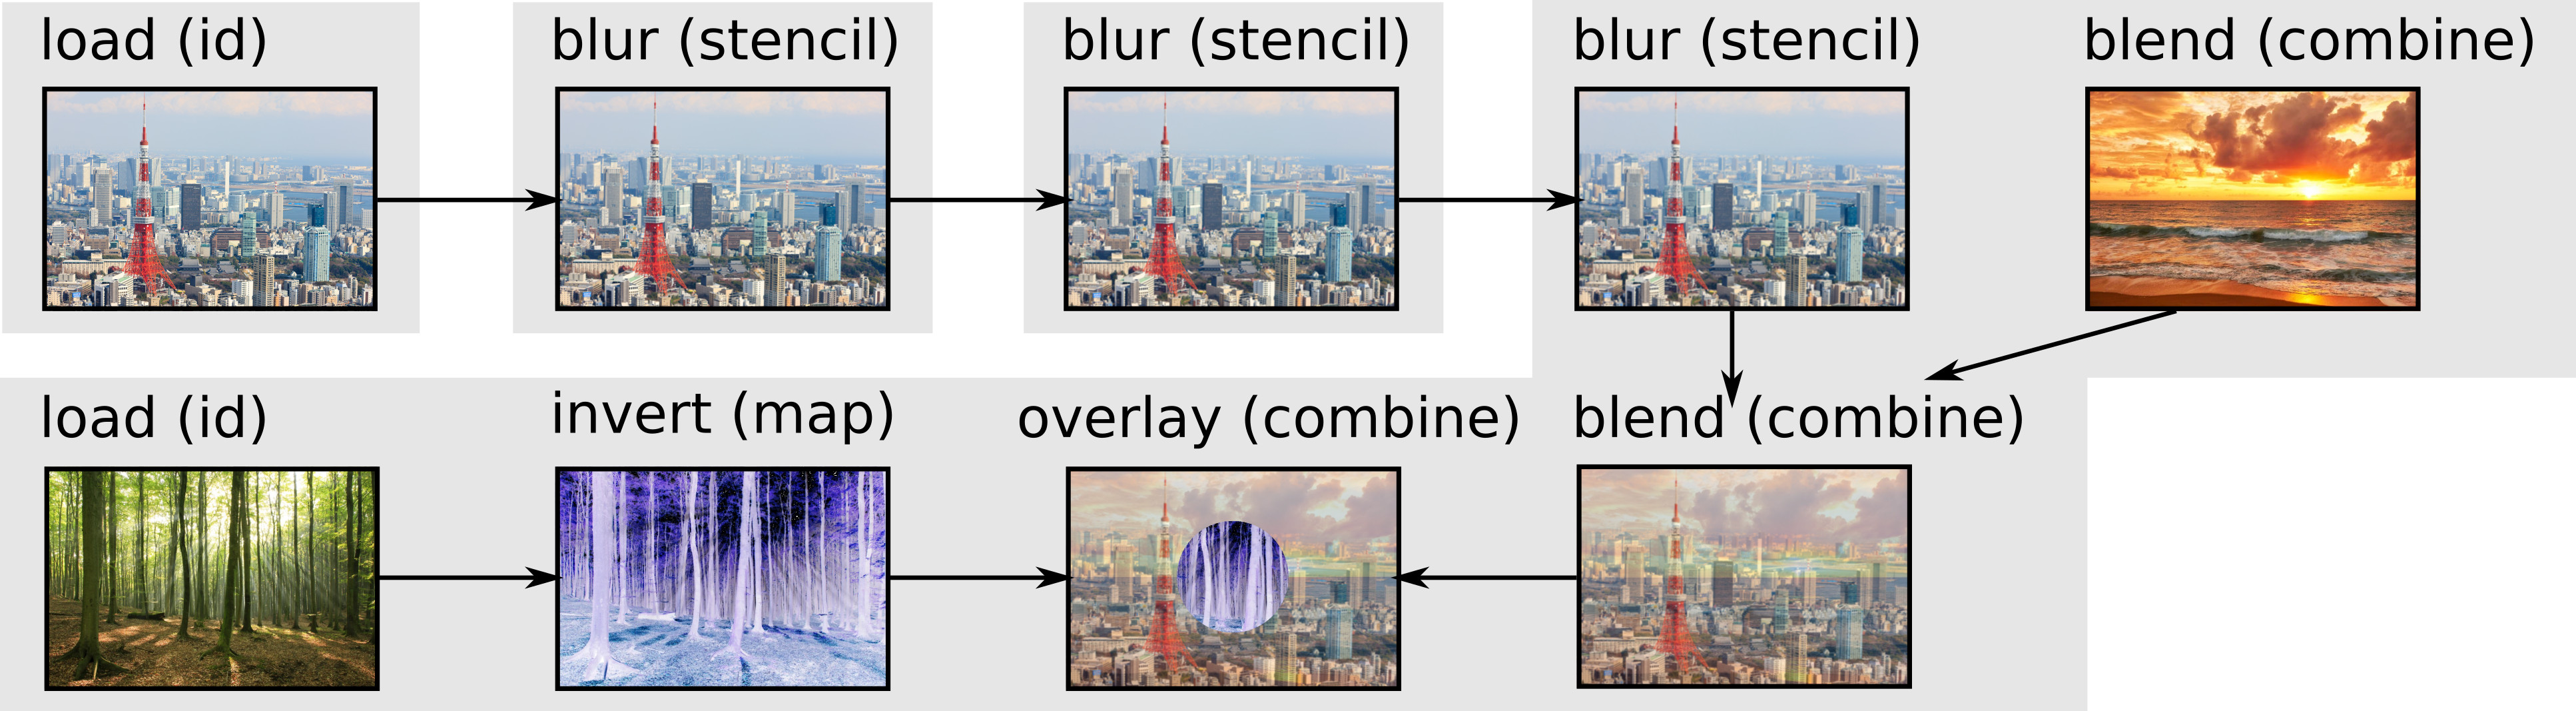 load (id)
blur (stencil)
blur (stencil)
blur (stencil)
blend (combine)
load (id)
invert (map)
overlay (combine)
blend (combine)